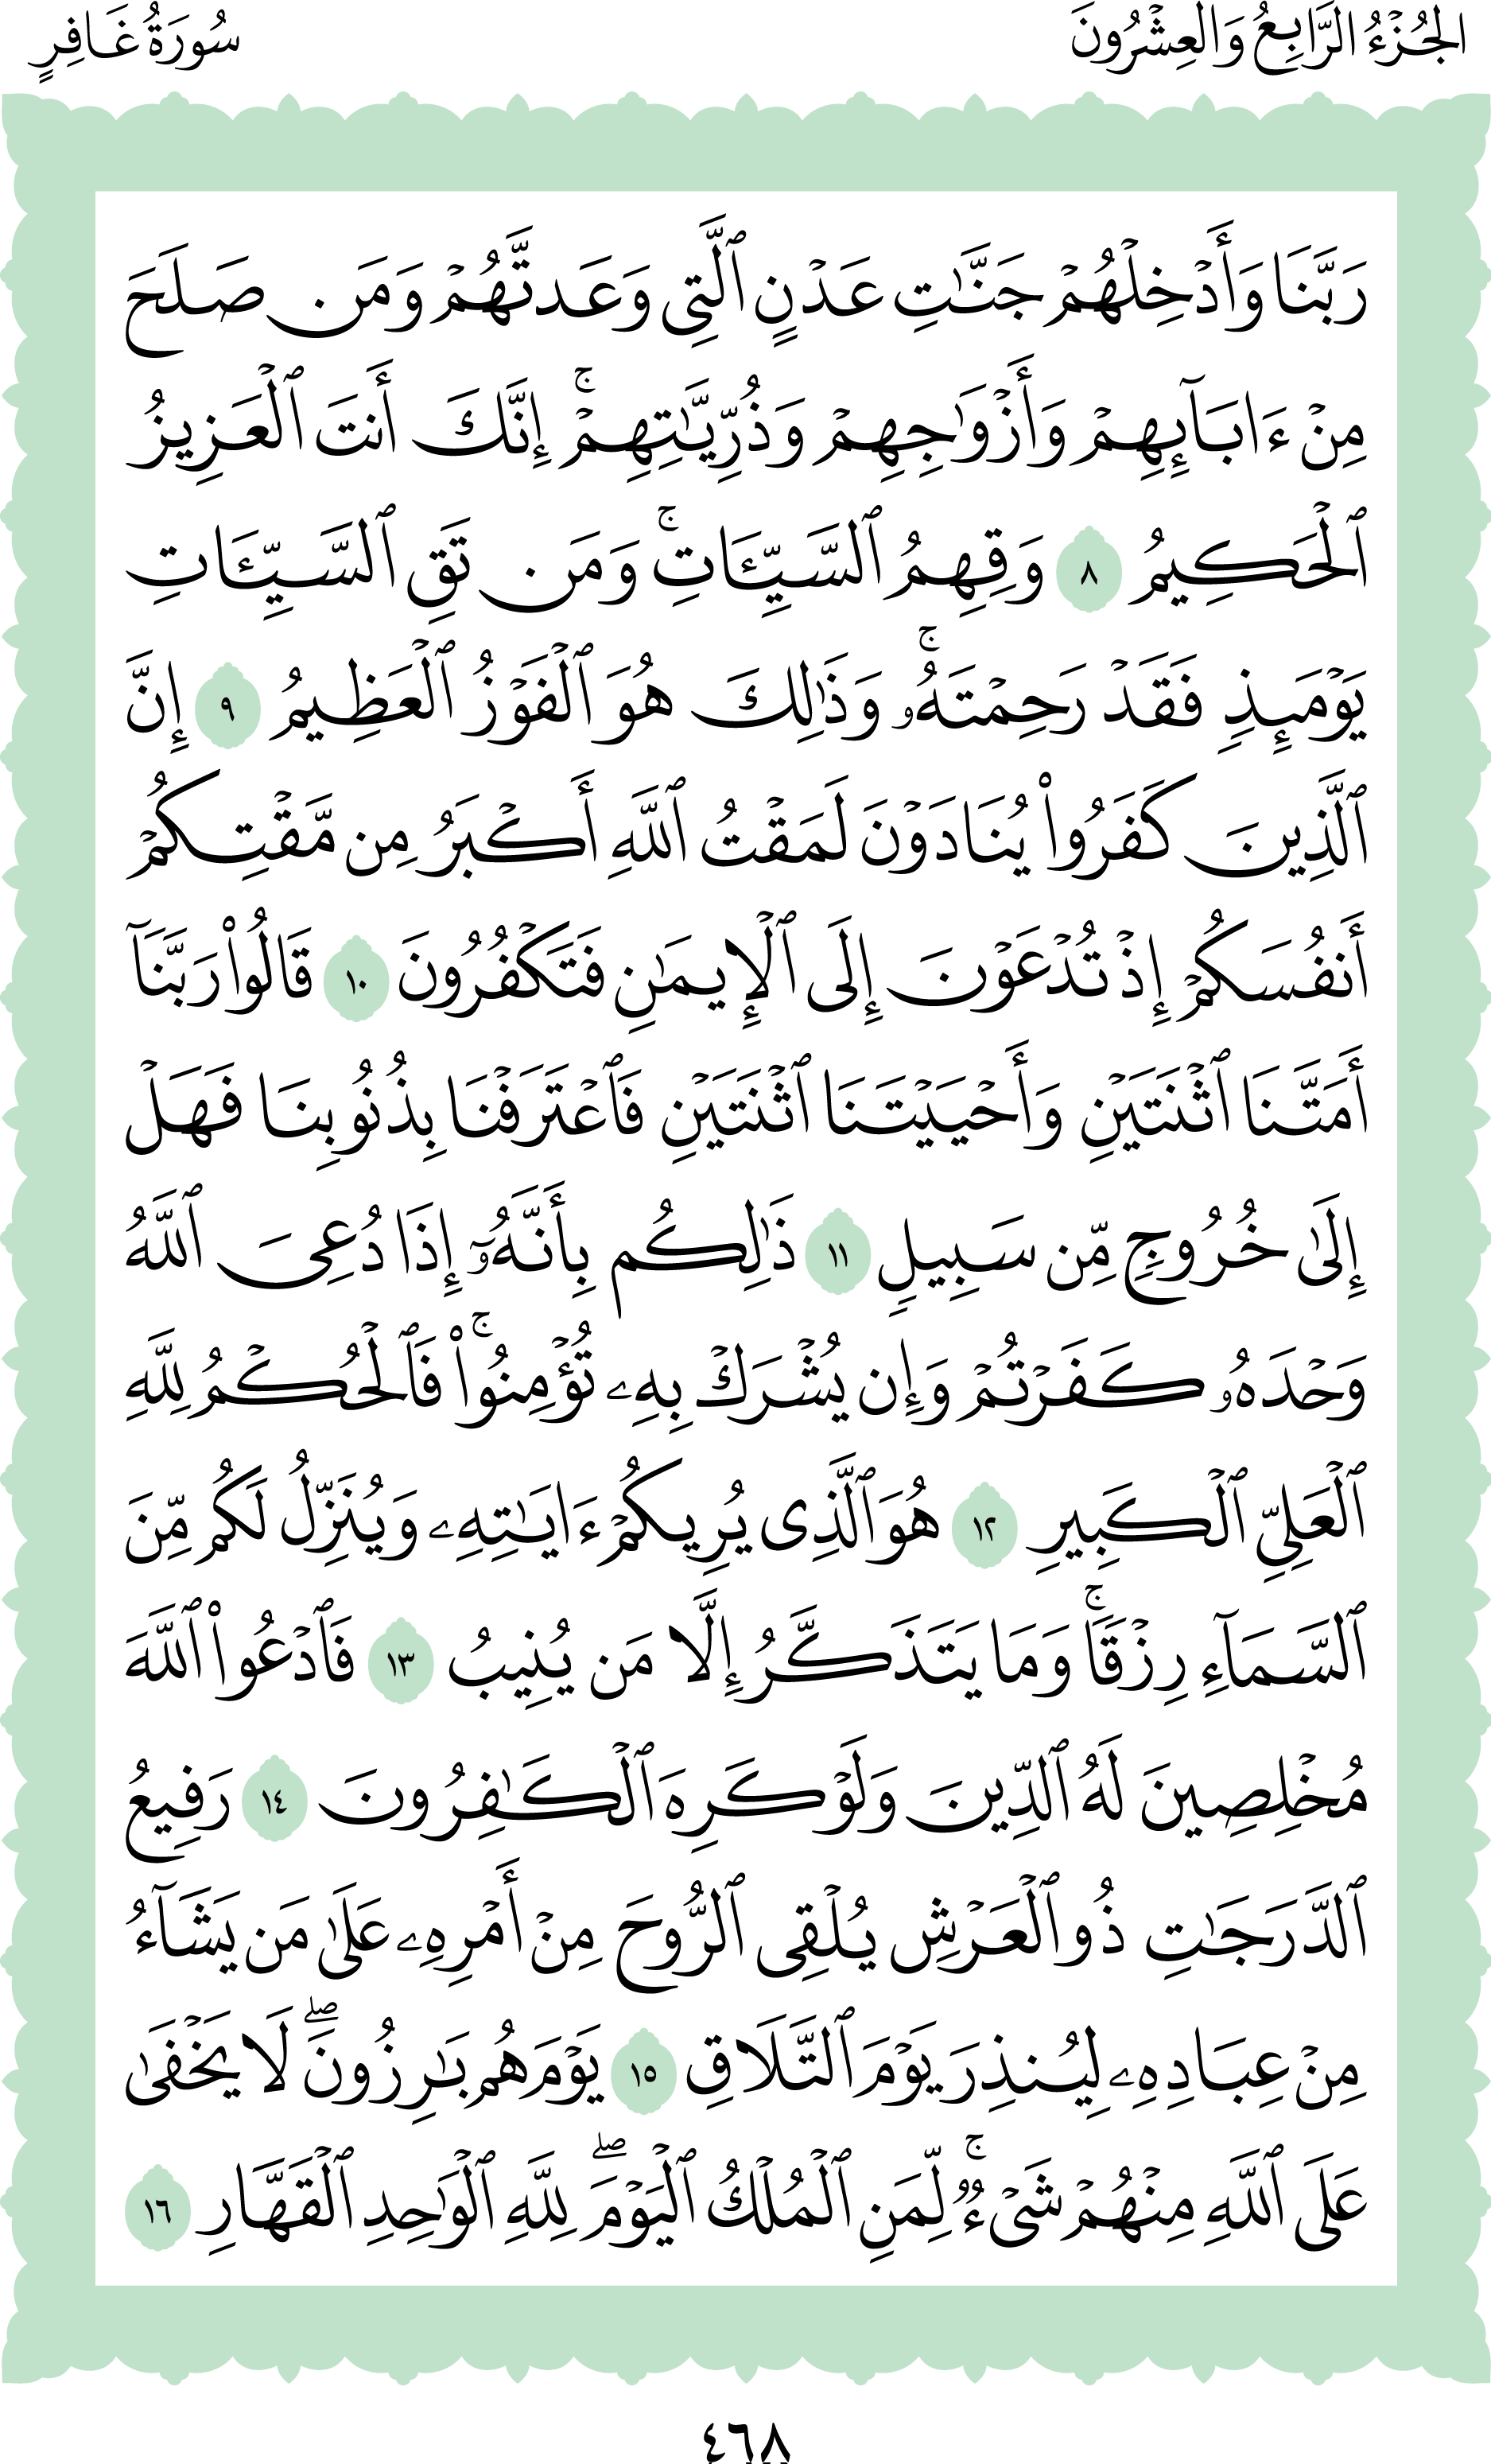 الجُزْءُ الرَّابِعُ وَالعِشْرُونَ
سُورَةُ غَافِرٍ
رَبَّنَا وَأَدۡخِلۡهُمۡ جَنَّٰتِ عَدۡنٍ ٱلَّتِي وَعَدتَّهُمۡ وَمَن صَلَحَ
مِنۡ ءَابَآئِهِمۡ وَأَزۡوَٰجِهِمۡ وَذُرِّيَّٰتِهِمۡۚ إِنَّكَ أَنتَ ٱلۡعَزِيزُ
ٱلۡحَكِيمُ ٨ وَقِهِمُ ٱلسَّيِّـَٔاتِۚ وَمَن تَقِ ٱلسَّيِّـَٔاتِ
يَوۡمَئِذٖ فَقَدۡ رَحِمۡتَهُۥۚ وَذَٰلِكَ هُوَ ٱلۡفَوۡزُ ٱلۡعَظِيمُ ٩ إِنَّ
ٱلَّذِينَ كَفَرُواْ يُنَادَوۡنَ لَمَقۡتُ ٱللَّهِ أَكۡبَرُ مِن مَّقۡتِكُمۡ
أَنفُسَكُمۡ إِذۡ تُدۡعَوۡنَ إِلَى ٱلۡإِيمَٰنِ فَتَكۡفُرُونَ ١٠ قَالُواْ رَبَّنَآ
أَمَتَّنَا ٱثۡنَتَيۡنِ وَأَحۡيَيۡتَنَا ٱثۡنَتَيۡنِ فَٱعۡتَرَفۡنَا بِذُنُوبِنَا فَهَلۡ
إِلَىٰ خُرُوجٖ مِّن سَبِيلٖ ١١ ذَٰلِكُم بِأَنَّهُۥٓ إِذَا دُعِيَ ٱللَّهُ
وَحۡدَهُۥ كَفَرۡتُمۡ وَإِن يُشۡرَكۡ بِهِۦ تُؤۡمِنُواْۚ فَٱلۡحُكۡمُ لِلَّهِ
ٱلۡعَلِيِّ ٱلۡكَبِيرِ ١٢ هُوَ ٱلَّذِي يُرِيكُمۡ ءَايَٰتِهِۦ وَيُنَزِّلُ لَكُم مِّنَ
ٱلسَّمَآءِ رِزۡقٗاۚ وَمَا يَتَذَكَّرُ إِلَّا مَن يُنِيبُ ١٣ فَٱدۡعُواْ ٱللَّهَ
مُخۡلِصِينَ لَهُ ٱلدِّينَ وَلَوۡ كَرِهَ ٱلۡكَٰفِرُونَ ١٤ رَفِيعُ
ٱلدَّرَجَٰتِ ذُو ٱلۡعَرۡشِ يُلۡقِي ٱلرُّوحَ مِنۡ أَمۡرِهِۦ عَلَىٰ مَن يَشَآءُ
مِنۡ عِبَادِهِۦ لِيُنذِرَ يَوۡمَ ٱلتَّلَاقِ ١٥ يَوۡمَ هُم بَٰرِزُونَۖ لَا يَخۡفَىٰ
عَلَى ٱللَّهِ مِنۡهُمۡ شَيۡءٞۚ لِّمَنِ ٱلۡمُلۡكُ ٱلۡيَوۡمَۖ لِلَّهِ ٱلۡوَٰحِدِ ٱلۡقَهَّارِ ١٦
٤٦٨